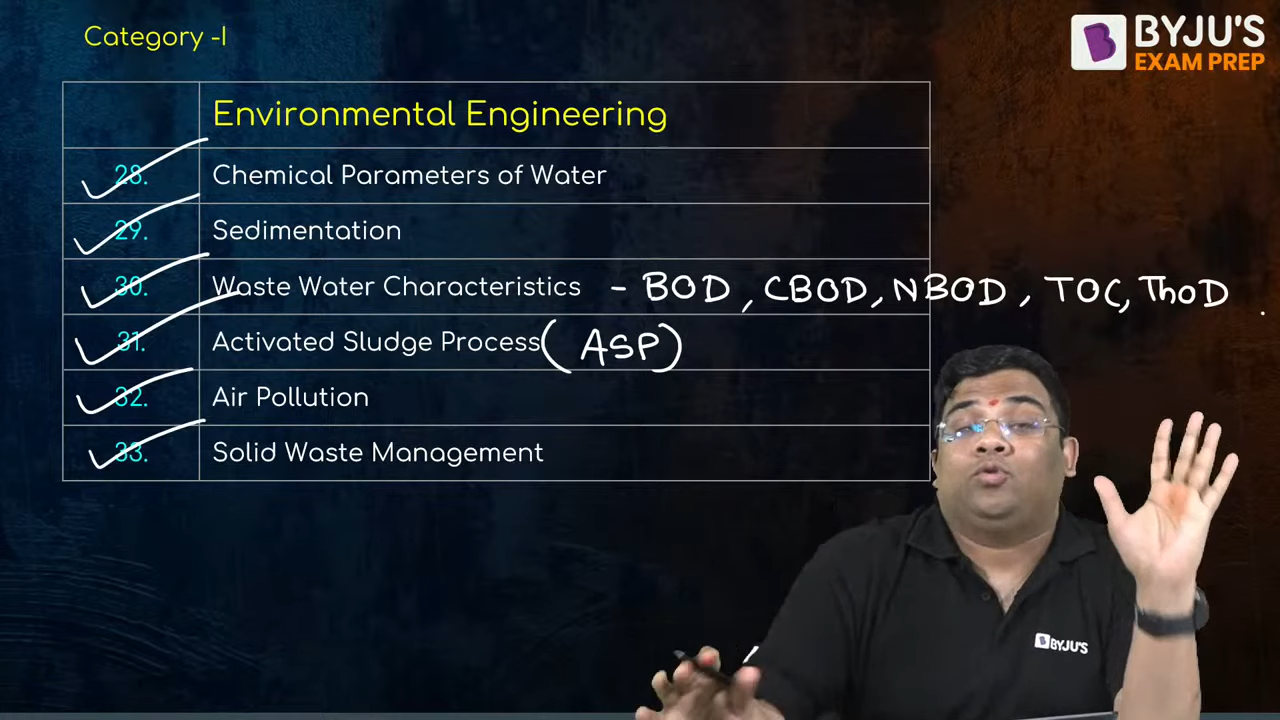 Category -I
BYJU'S
EXAM PREP
Environmental Engineering
28. Chemical Parameters of Water
29. Sedimentation
30. Waste Water Characteristics - BOD, CBOD, NBOD, TOC, ThOD
31. Activated Sludge Process (ASP)
32. Air Pollution
33. Solid Waste Management
BYJU'S